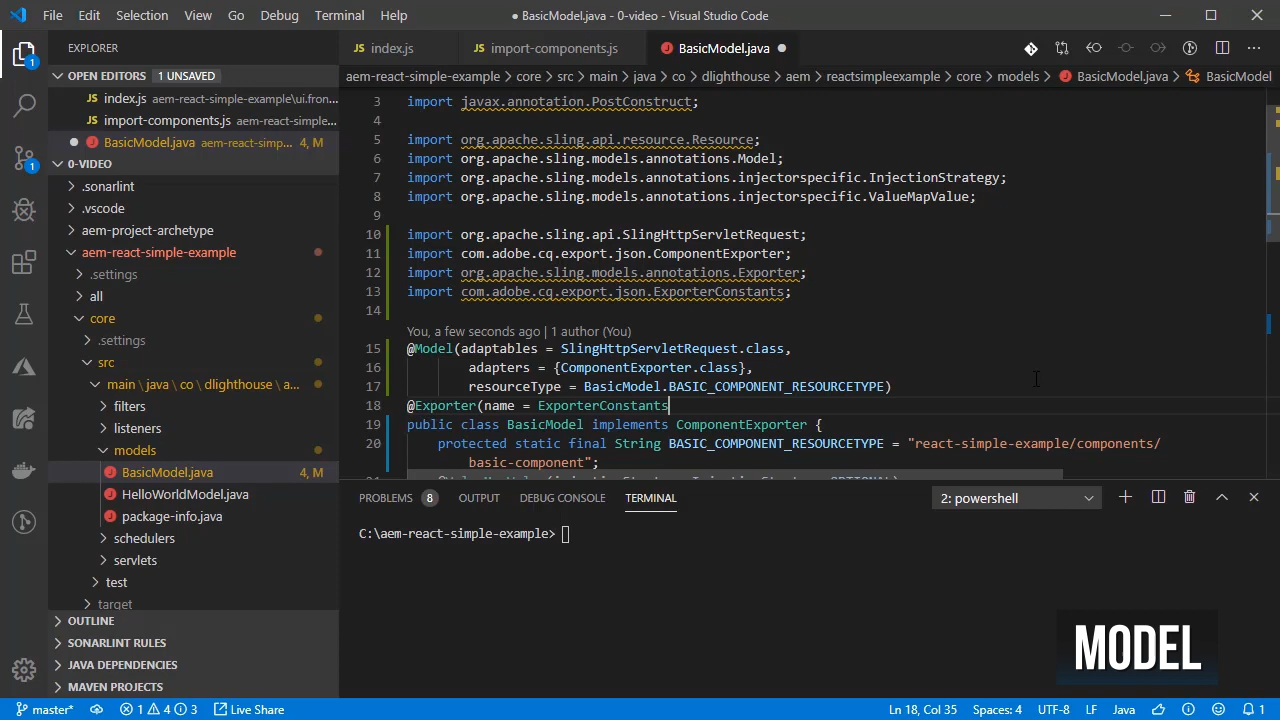 File Edit Selection View Go Debug Terminal Help
● BasicModel.java - 0-video - Visual Studio Code
EXPLORER
OPEN EDITORS 1 UNSAVED
index.js aem-react-simple-example\ui.fron...
import-components.js aem-react-simple...
● BasicModel.java aem-react-simp... 4, M
0-VIDEO
.sonarlint
.vscode
aem-project-archetype
aem-react-simple-example
.settings
all
core
.settings
src
main \ java \ co \ dlighthouse \ a...
filters
listeners
models
BasicModel.java 4, M
HelloWorldModel.java
package-info.java
schedulers
servlets
test
target
OUTLINE
SONARLINT RULES
JAVA DEPENDENCIES
MAVEN PROJECTS
JS index.js JS import-components.js BasicModel.java ●
aem-react-simple-example > core > src > main > java > co > dlighthouse > aem > reactsimpleexample > core > models > BasicModel.java > BasicModel
3 import javax.annotation.PostConstruct;
4
5 import org.apache.sling.api.resource.Resource;
6 import org.apache.sling.models.annotations.Model;
7 import org.apache.sling.models.annotations.injectorspecific.InjectionStrategy;
8 import org.apache.sling.models.annotations.injectorspecific.ValueMapValue;
9
10 import org.apache.sling.api.SlingHttpServletRequest;
11 import com.adobe.cq.export.json.ComponentExporter;
12 import org.apache.sling.models.annotations.Exporter;
13 import com.adobe.cq.export.json.ExporterConstants;
14
You, a few seconds ago | 1 author (You)
15 @Model(adaptables = SlingHttpServletRequest.class,
16 adapters = {ComponentExporter.class},
17 resourceType = BasicModel.BASIC_COMPONENT_RESOURCETYPE)
18 @Exporter(name = ExporterConstants
19 public class BasicModel implements ComponentExporter {
20 protected static final String BASIC_COMPONENT_RESOURCETYPE = "react-simple-example/components/
basic-component";
PROBLEMS 8 OUTPUT DEBUG CONSOLE TERMINAL 2: powershell
C:\aem-react-simple-example>
MODEL
master* 1 4 3 Live Share Ln 18, Col 35 Spaces: 4 UTF-8 LF Java 1